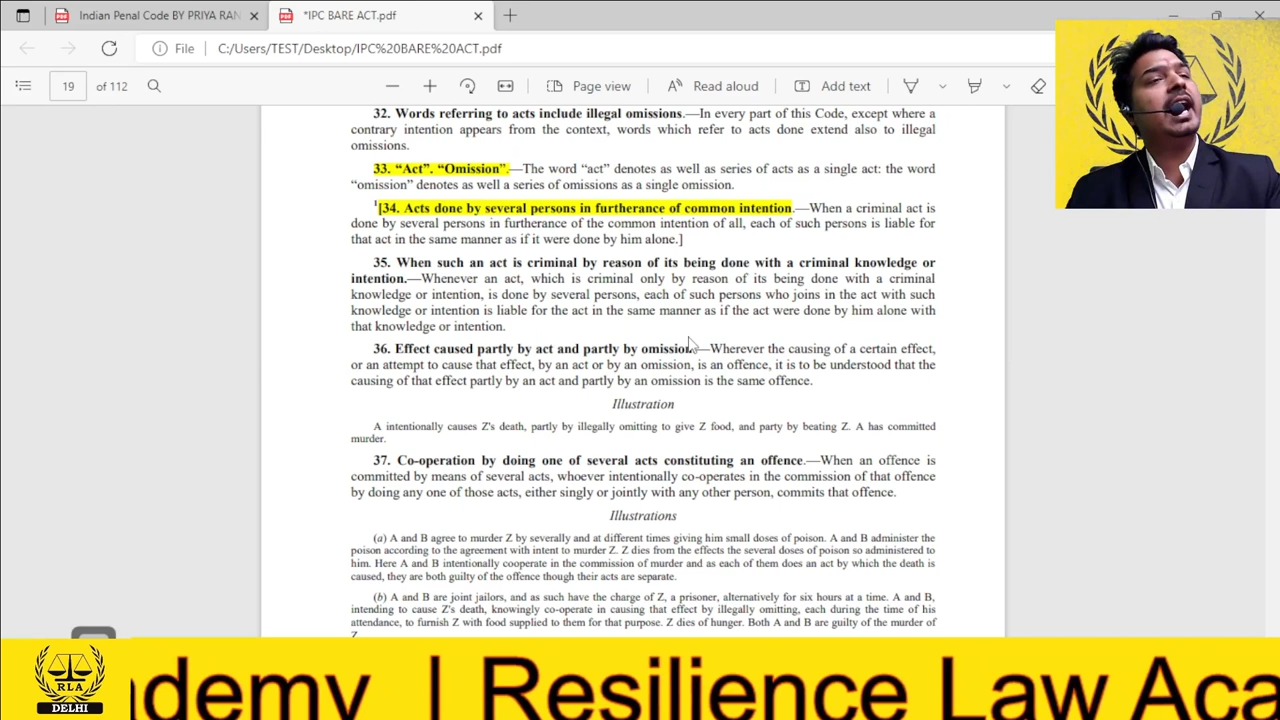 Indian Penal Code BY PRIYA RAN
*IPC BARE ACT.pdf
File
C:/Users/TEST/Desktop/IPC%20BARE%20ACT.pdf
19 of 112
Page view
Read aloud
Add text
32. Words referring to acts include illegal omissions.—In every part of this Code, except where a
contrary intention appears from the context, words which refer to acts done extend also to illegal
omissions.
33. “Act”. “Omission”.—The word “act” denotes as well as series of acts as a single act: the word
“omission” denotes as well a series of omissions as a single omission.
1[34. Acts done by several persons in furtherance of common intention.—When a criminal act is
done by several persons in furtherance of the common intention of all, each of such persons is liable for
that act in the same manner as if it were done by him alone.]
35. When such an act is criminal by reason of its being done with a criminal knowledge or
intention.—Whenever an act, which is criminal only by reason of its being done with a criminal
knowledge or intention, is done by several persons, each of such persons who joins in the act with such
knowledge or intention is liable for the act in the same manner as if the act were done by him alone with
that knowledge or intention.
36. Effect caused partly by act and partly by omission.—Wherever the causing of a certain effect,
or an attempt to cause that effect, by an act or by an omission, is an offence, it is to be understood that the
causing of that effect partly by an act and partly by an omission is the same offence.
Illustration
A intentionally causes Z's death, partly by illegally omitting to give Z food, and party by beating Z. A has committed
murder.
37. Co-operation by doing one of several acts constituting an offence.—When an offence is
committed by means of several acts, whoever intentionally co-operates in the commission of that offence
by doing any one of those acts, either singly or jointly with any other person, commits that offence.
Illustrations
(a) A and B agree to murder Z by severally and at different times giving him small doses of poison. A and B administer the
poison according to the agreement with intent to murder Z. Z dies from the effects the several doses of poison so administered to
him. Here A and B intentionally cooperate in the commission of murder and as each of them does an act by which the death is
caused, they are both guilty of the offence though their acts are separate.
(b) A and B are joint jailors, and as such have the charge of Z, a prisoner, alternatively for six hours at a time. A and B,
intending to cause Z's death, knowingly co-operate in causing that effect by illegally omitting, each during the time of his
attendance, to furnish Z with food supplied to them for that purpose. Z dies of hunger. Both A and B are guilty of the murder of
Z
RLA
DELHI
ademy | Resilience Law Aca